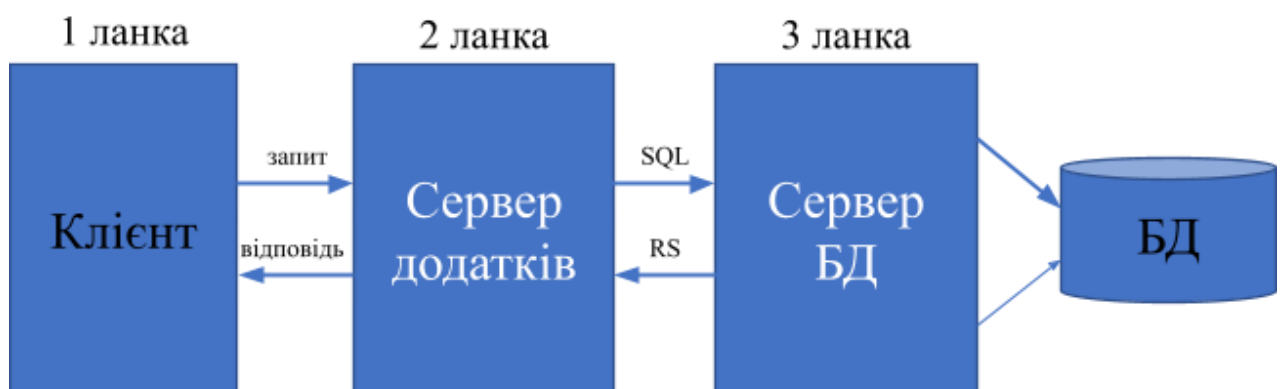 1 ланка
2 ланка
3 ланка
Клієнт
запит
відповідь
Сервер
додатків
SQL
RS
Сервер
БД
БД